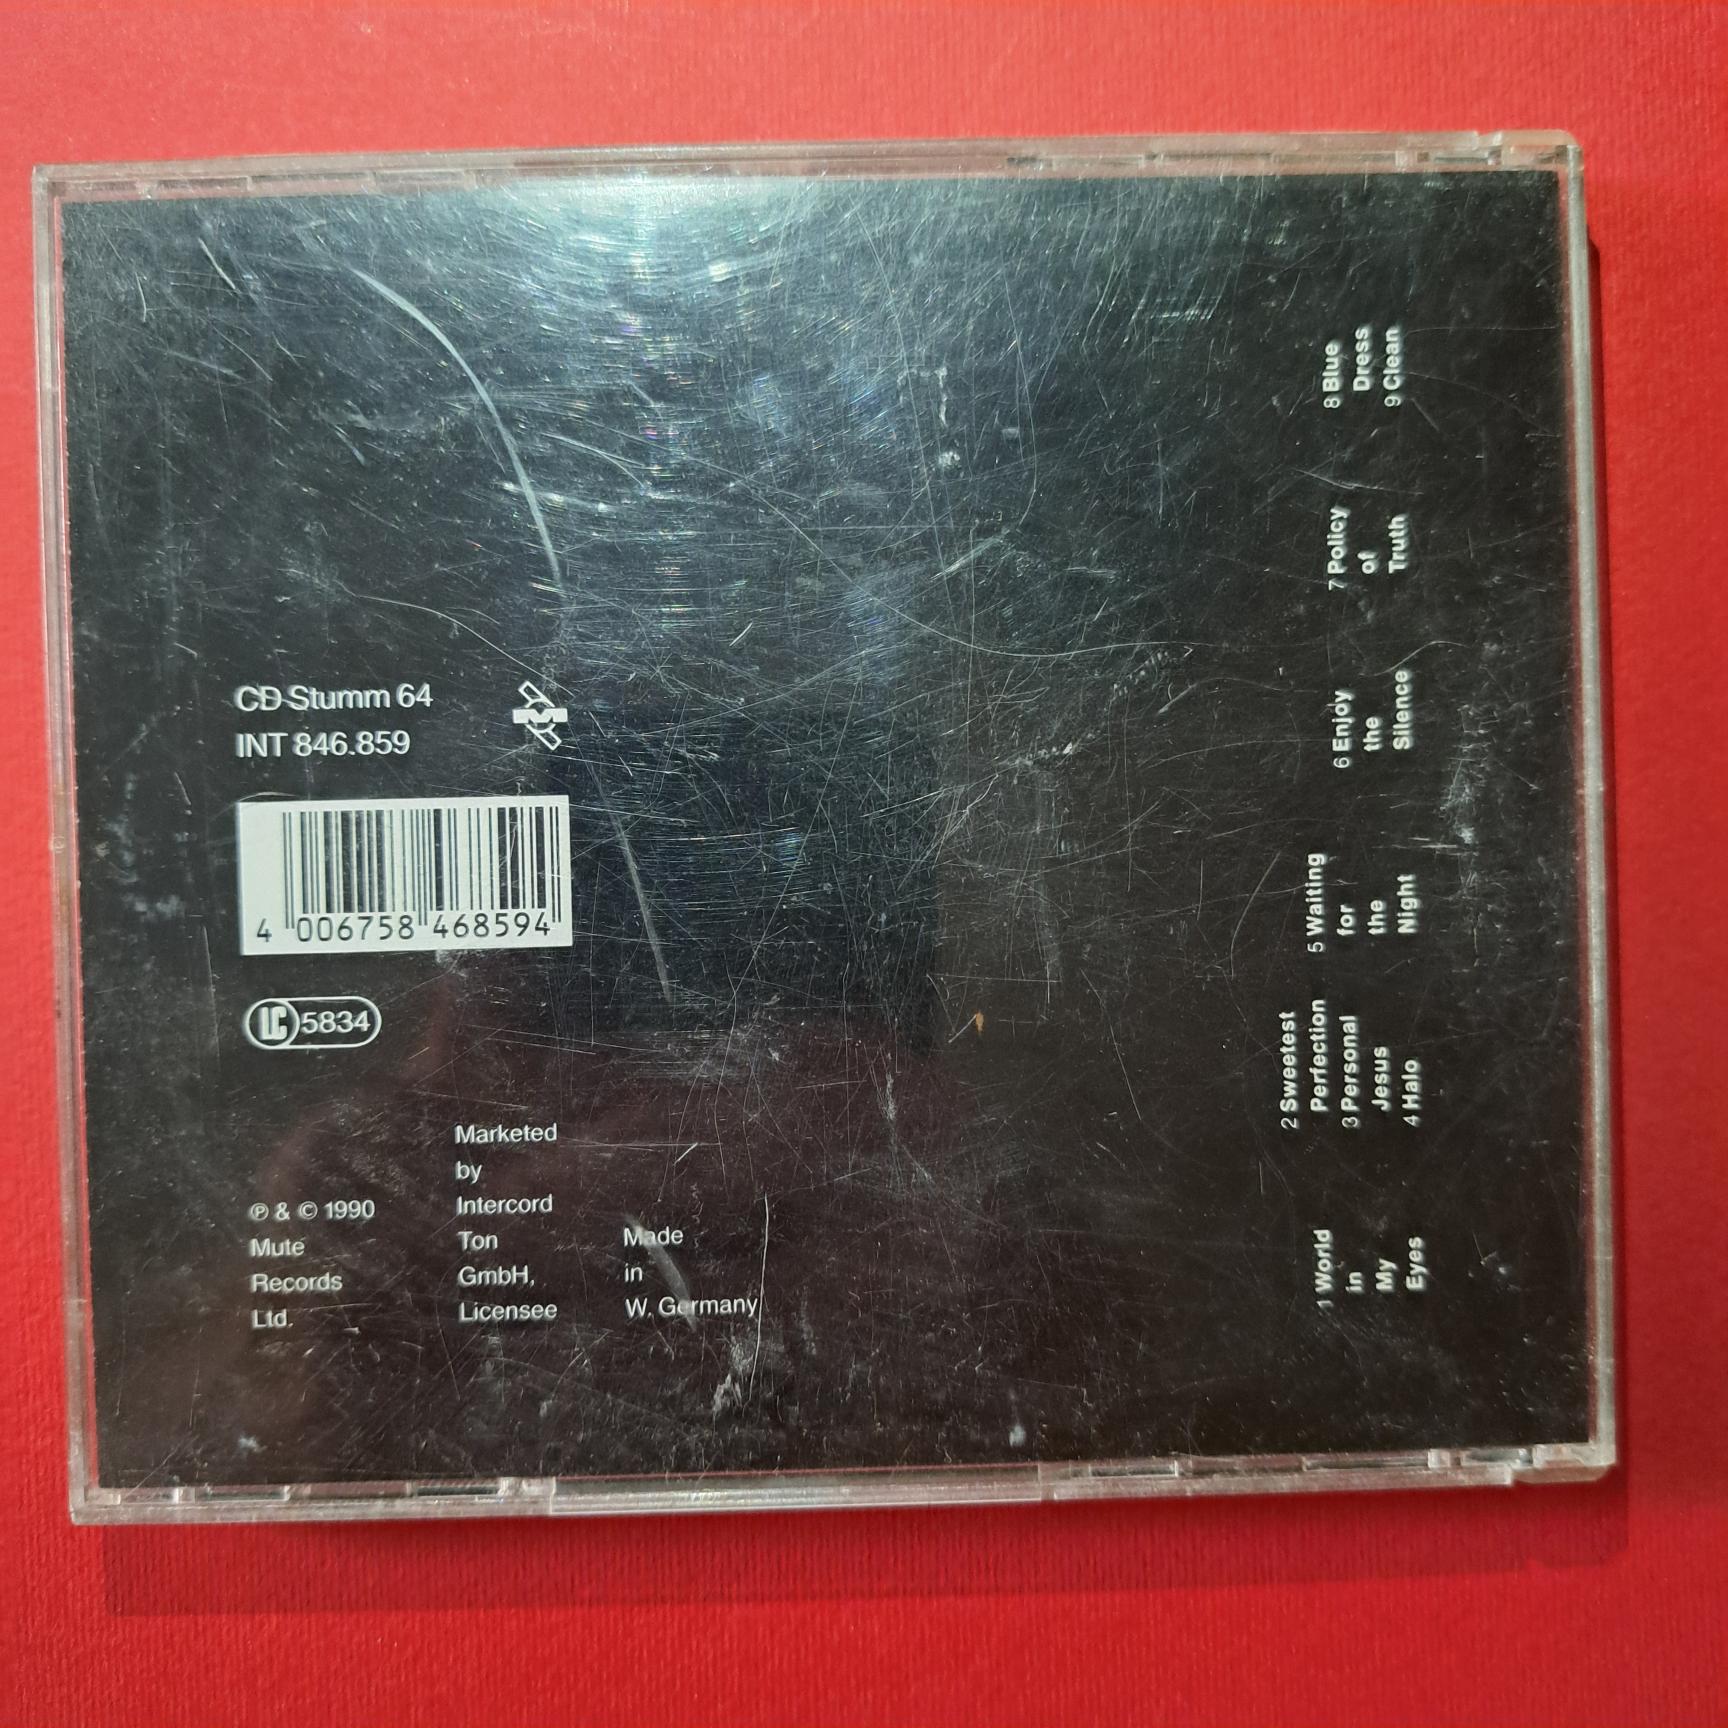 CD Stumm 64
INT 846.859
4 006758 468594
LC 5834
℗ & © 1990
Mute
Records
Ltd.
Marketed
by
Intercord
Ton
GmbH,
Licensee
Made
in
W. Germany
1 World
in
My
Eyes
2 Sweetest
Perfection
3 Personal
Jesus
4 Halo
5 Waiting
for
the
Night
6 Enjoy
the
Silence
7 Policy
of
Truth
8 Blue
Dress
9 Clean